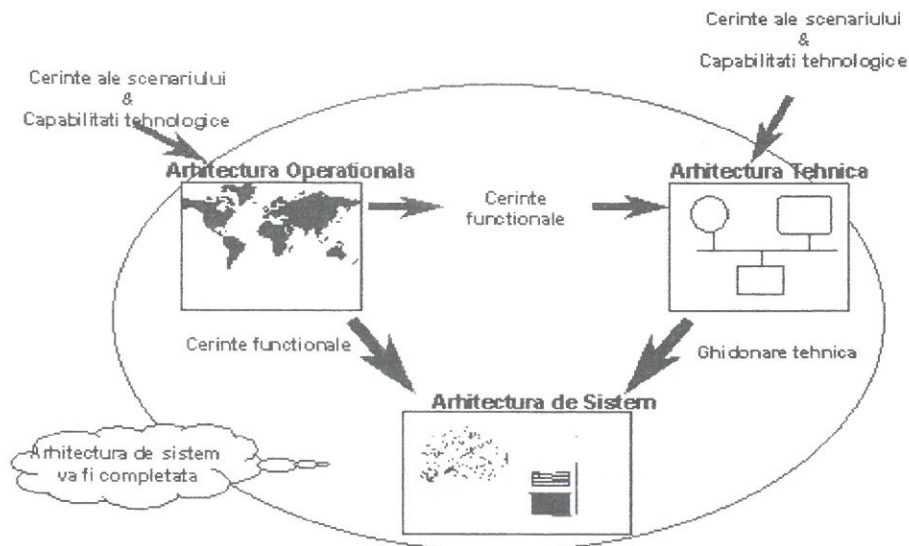 Cerinte ale scenariului
&
Capabilitati tehnologice
Cerinte ale scenariului
&
Capabilitati tehnologice
Arhitectura Operationala
Arhitectura Tehnica
Cerinte
functionale
Cerinte functionale
Ghidonare tehnica
Arhitectura de Sistem
Arhitectura de sistem
va fi completata